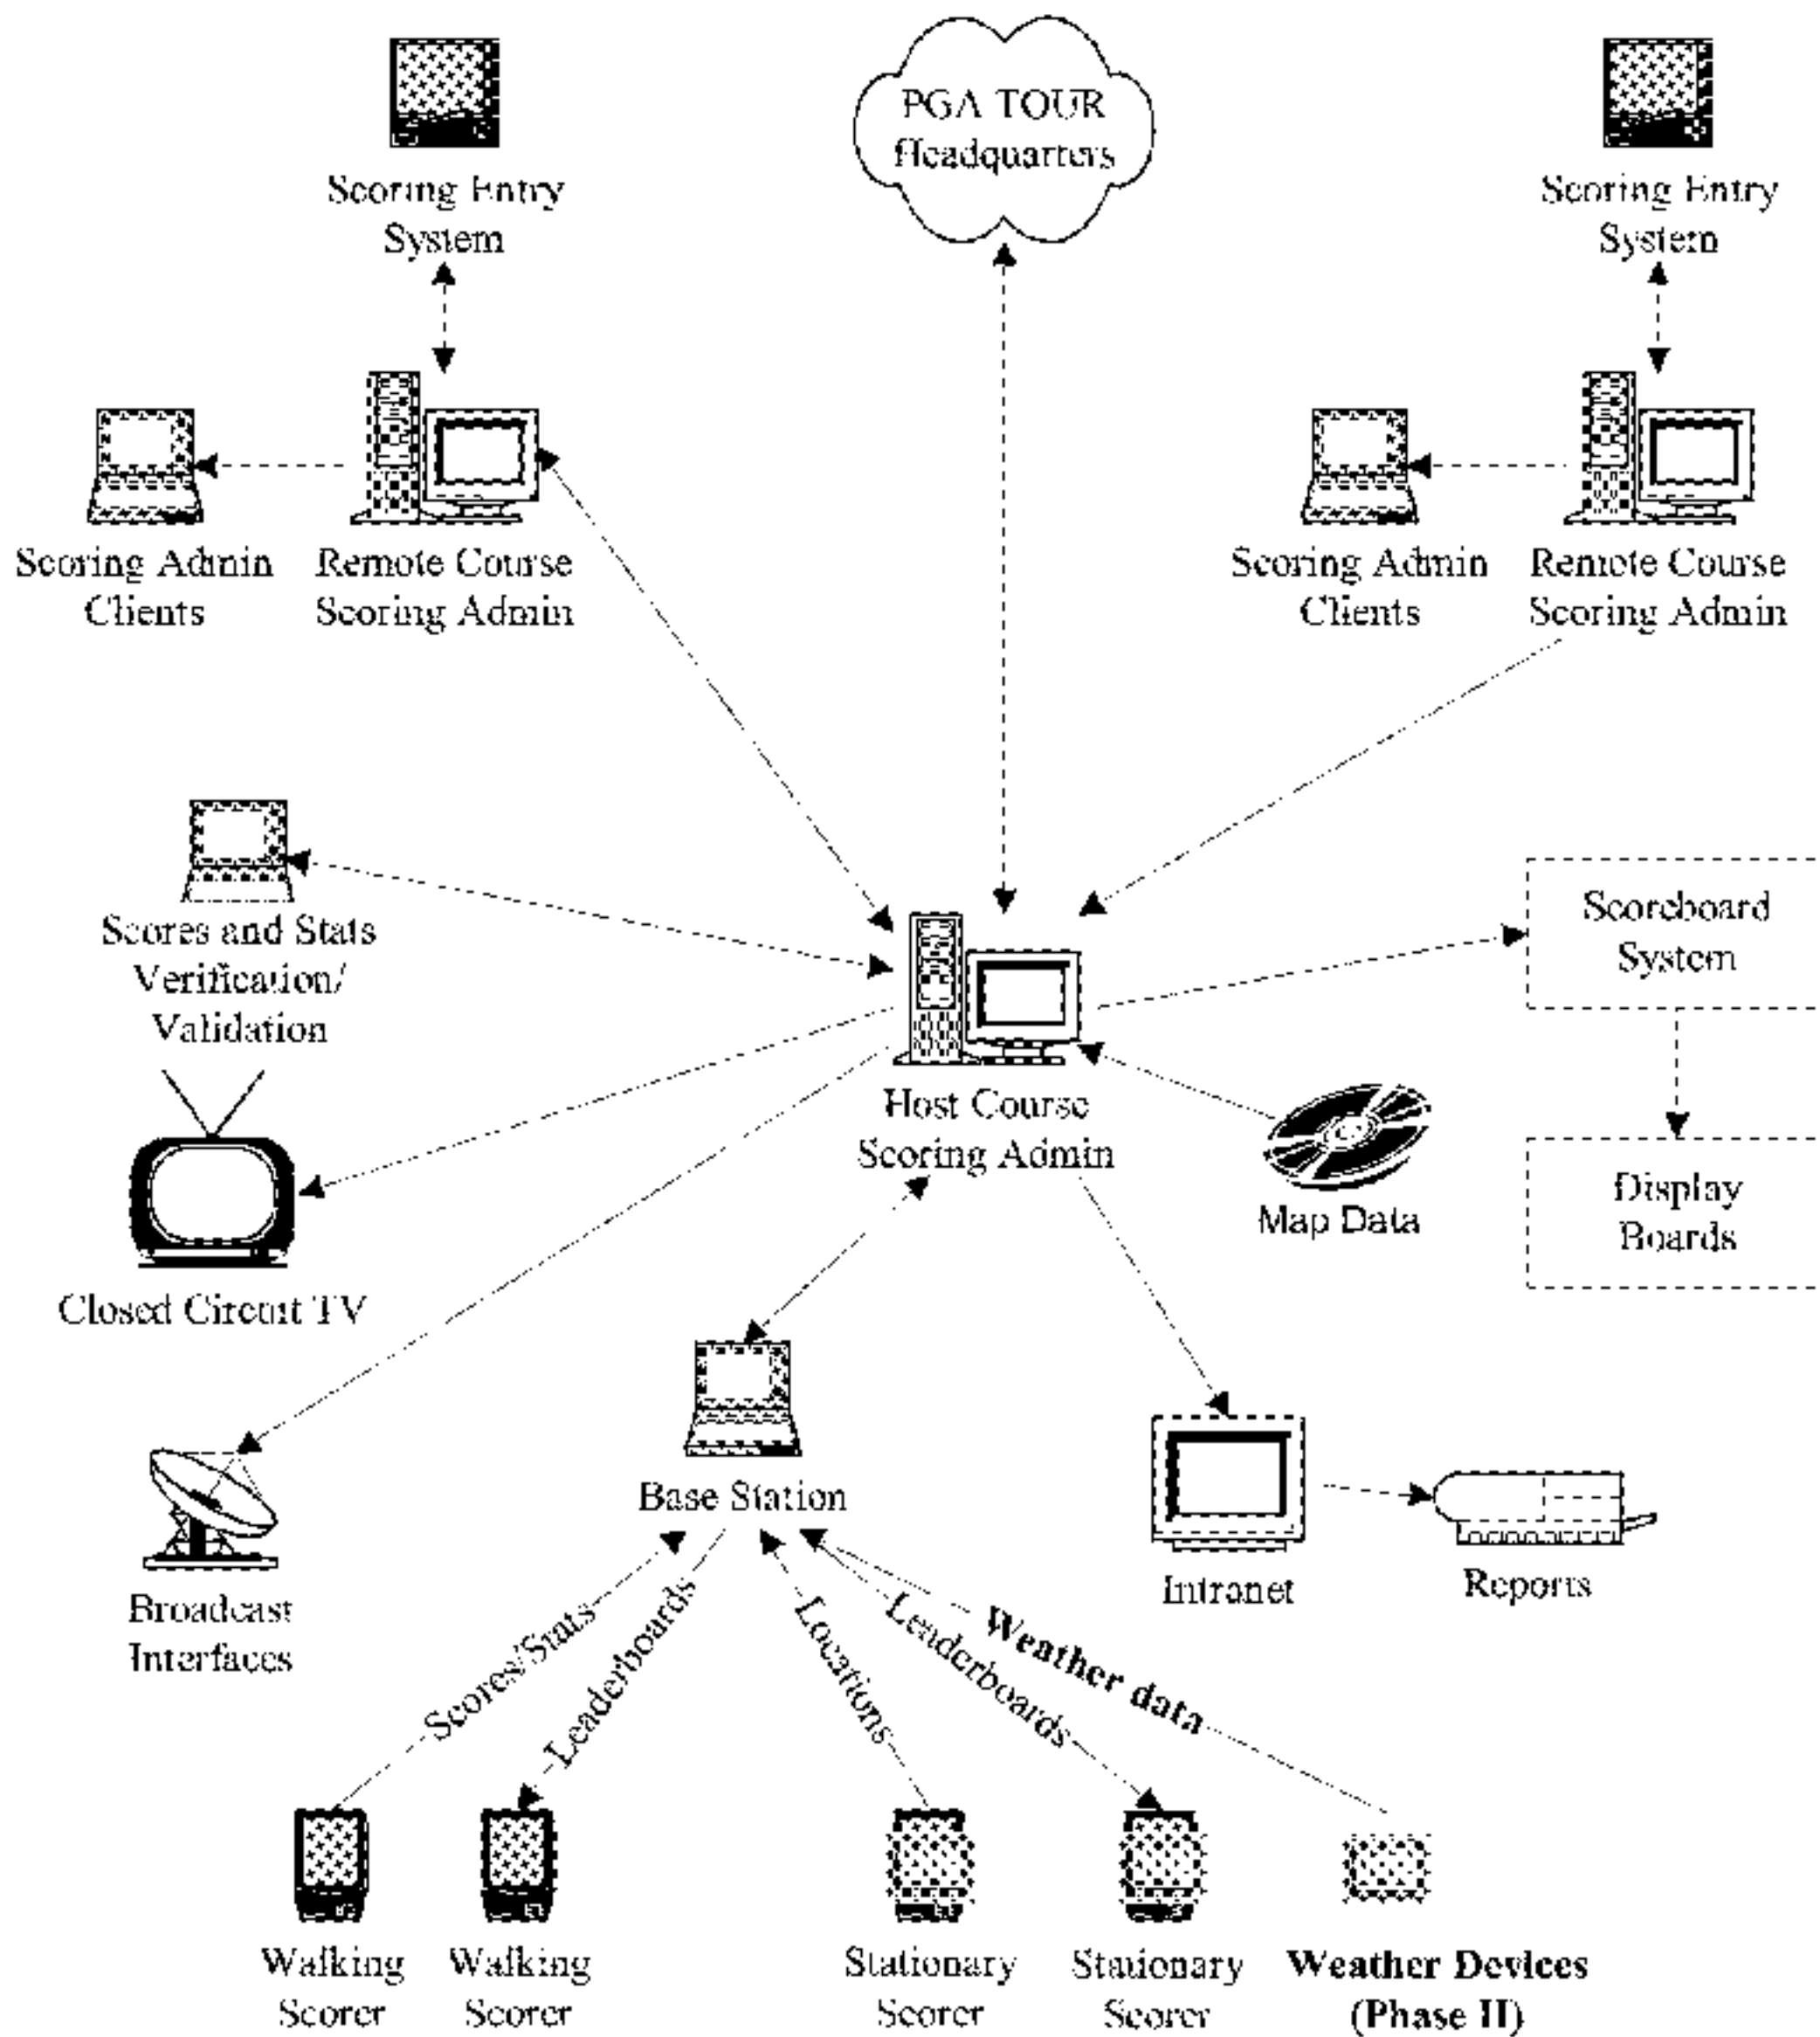 PGA TOUR
Headquarters
Scoring Entry
System
Scoring Entry
System
Scoring Admin
Clients
Remote Course
Scoring Admin
Scoring Admin
Clients
Remote Course
Scoring Admin
Scores and Stats
Verification/
Validation
Scoreboard
System
Host Course
Scoring Admin
Map Data
Display
Boards
Closed Circuit TV
Base Station
Broadcast
Interfaces
Intranet
Reports
Scores/Stats
Leaderboards
Locations
Leaderboards
Weather data
Walking
Scorer
Walking
Scorer
Stationary
Scorer
Stationary
Scorer
Weather Devices
(Phase II)